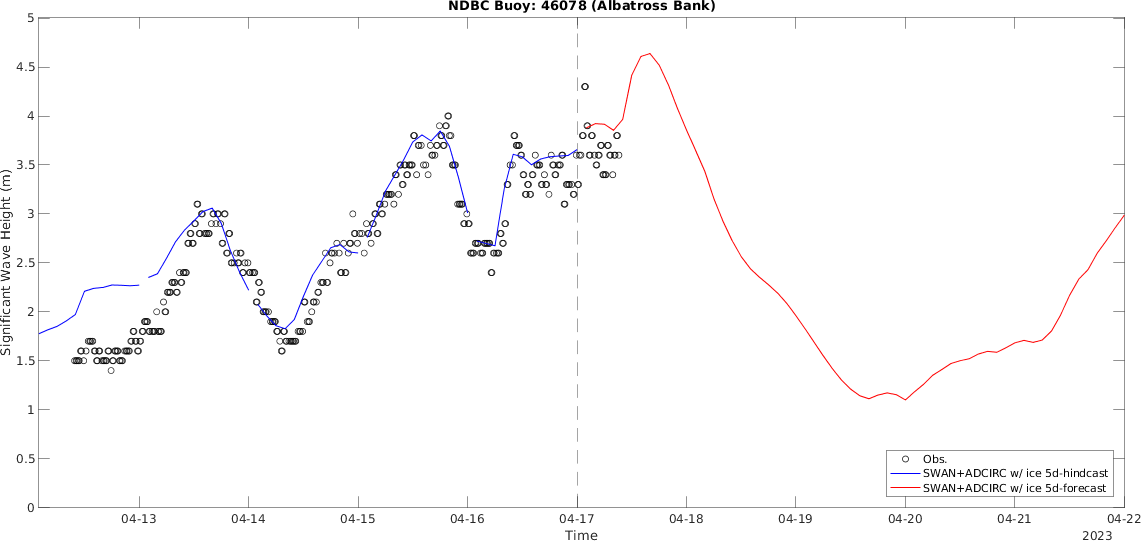 NDBC Buoy: 46078 (Albatross Bank)
5
4.5
4
3.5
3
2.5
2
1.5
1
0.5
0
Significant Wave Height (m)
Obs.
SWAN+ADCIRC w/ ice 5d-hindcast
SWAN+ADCIRC w/ ice 5d-forecast
04-13 04-14 04-15 04-16 04-17 04-18 04-19 04-20 04-21 04-22
Time
2023